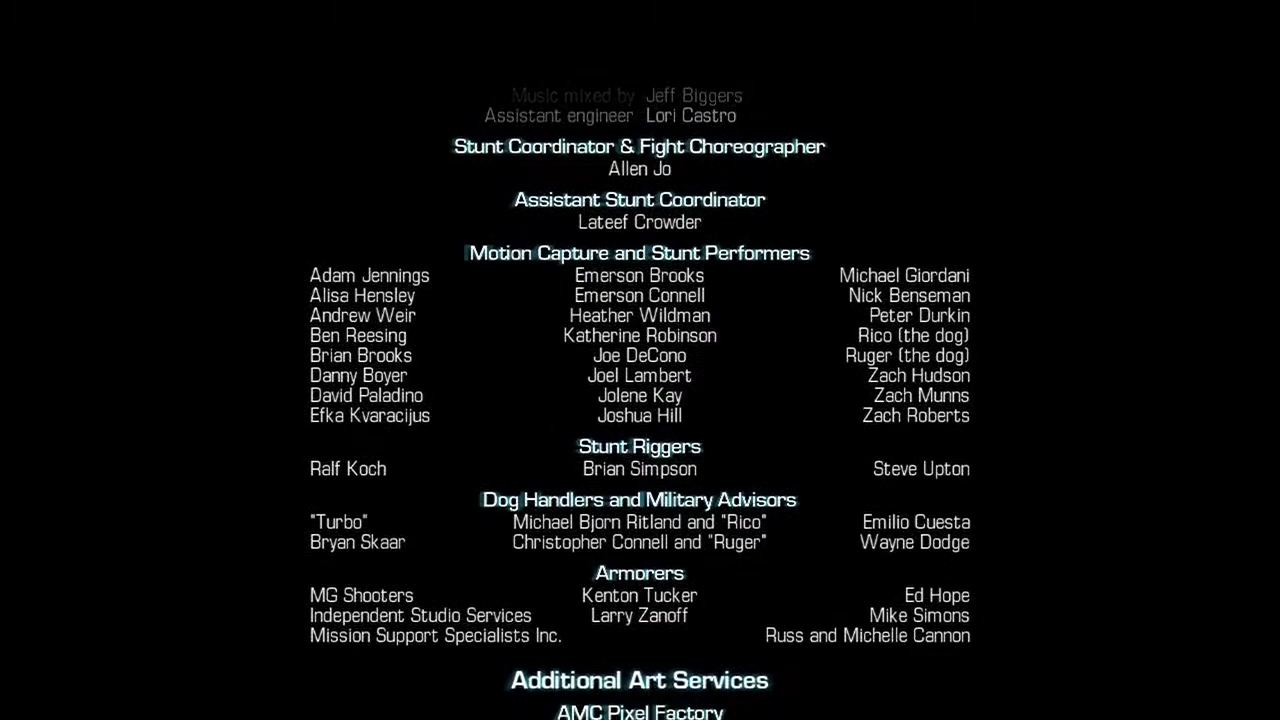 Music mixed by Jeff Biggers
Assistant engineer Lori Castro
Stunt Coordinator & Fight Choreographer
Allen Jo
Assistant Stunt Coordinator
Lateef Crowder
Motion Capture and Stunt Performers
Adam Jennings Emerson Brooks Michael Giordani
Alisa Hensley Emerson Connell Nick Benseman
Andrew Weir Heather Wildman Peter Durkin
Ben Reesing Katherine Robinson Rico (the dog)
Brian Brooks Joe DeCono Ruger (the dog)
Danny Boyer Joel Lambert Zach Hudson
David Paladino Jolene Kay Zach Munns
Efka Kvaracijus Joshua Hill Zach Roberts
Stunt Riggers
Ralf Koch Brian Simpson Steve Upton
Dog Handlers and Military Advisors
"Turbo" Michael Bjorn Ritland and "Rico" Emilio Cuesta
Bryan Skaar Christopher Connell and "Ruger" Wayne Dodge
Armorers
MG Shooters Kenton Tucker Ed Hope
Independent Studio Services Larry Zanoff Mike Simons
Mission Support Specialists Inc. Russ and Michelle Cannon
Additional Art Services
AMC Pixel Factory